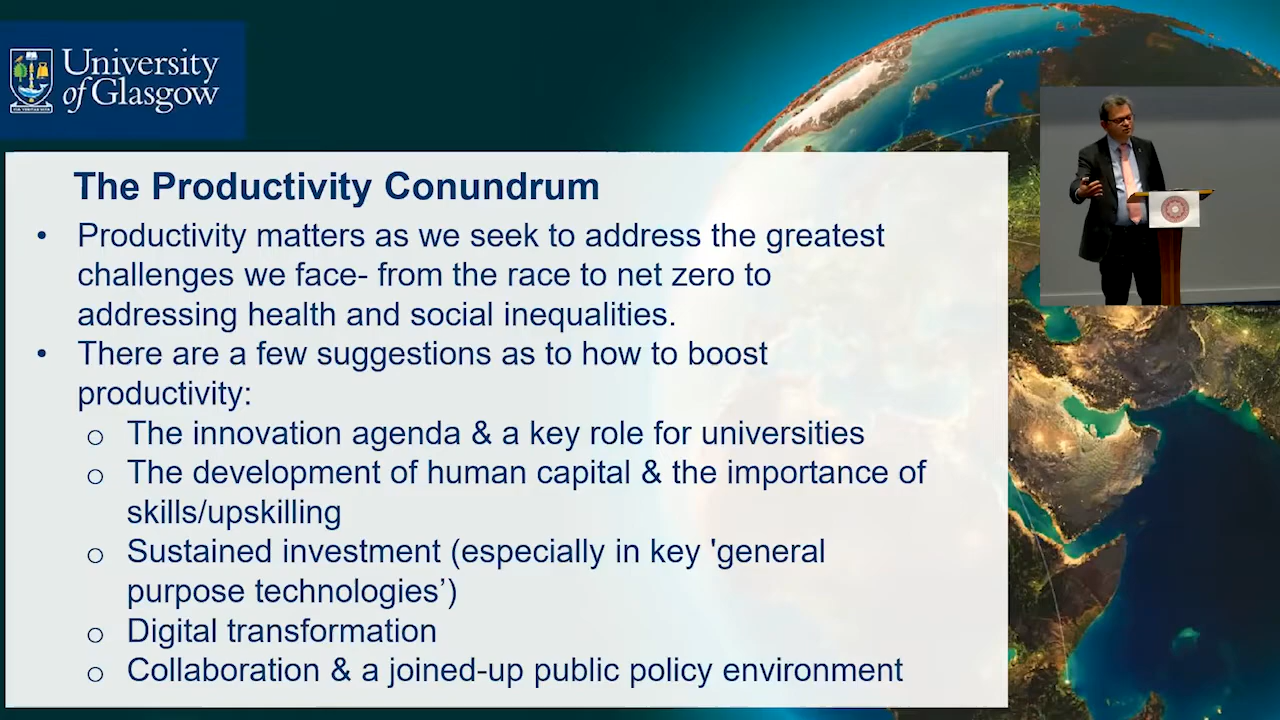 University
of Glasgow
The Productivity Conundrum
• Productivity matters as we seek to address the greatest
challenges we face- from the race to net zero to
addressing health and social inequalities.
• There are a few suggestions as to how to boost
productivity:
o The innovation agenda & a key role for universities
o The development of human capital & the importance of
skills/upskilling
o Sustained investment (especially in key 'general
purpose technologies’)
o Digital transformation
o Collaboration & a joined-up public policy environment